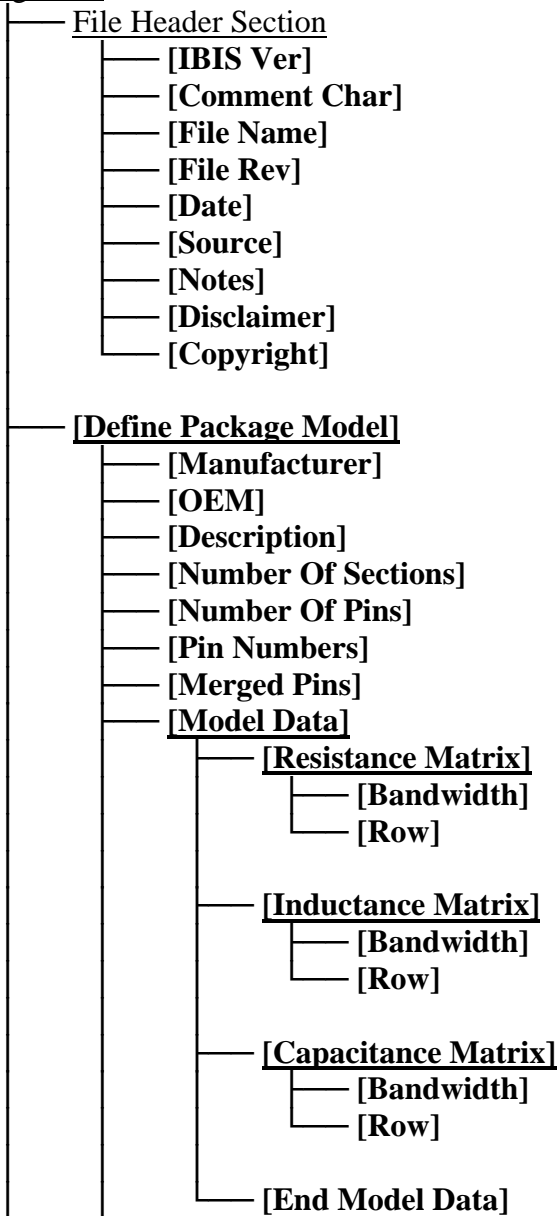 File Header Section
[IBIS Ver]
[Comment Char]
[File Name]
[File Rev]
[Date]
[Source]
[Notes]
[Disclaimer]
[Copyright]
[Define Package Model]
[Manufacturer]
[OEM]
[Description]
[Number Of Sections]
[Number Of Pins]
[Pin Numbers]
[Merged Pins]
[Model Data]
[Resistance Matrix]
[Bandwidth]
[Row]
[Inductance Matrix]
[Bandwidth]
[Row]
[Capacitance Matrix]
[Bandwidth]
[Row]
[End Model Data]